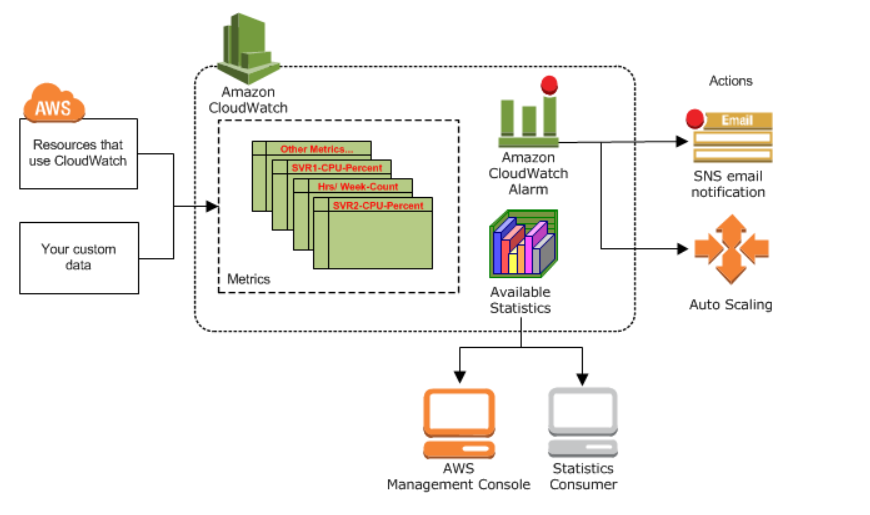 Amazon
CloudWatch
Actions
AWS
Resources that
use CloudWatch
Other Metrics...
SVR1-CPU-Percent
Hrs/ Week-Count
SVR2-CPU-Percent
Metrics
Your custom
data
Amazon
CloudWatch
Alarm
Available
Statistics
Email
SNS email
notification
Auto Scaling
AWS
Management Console
Statistics
Consumer